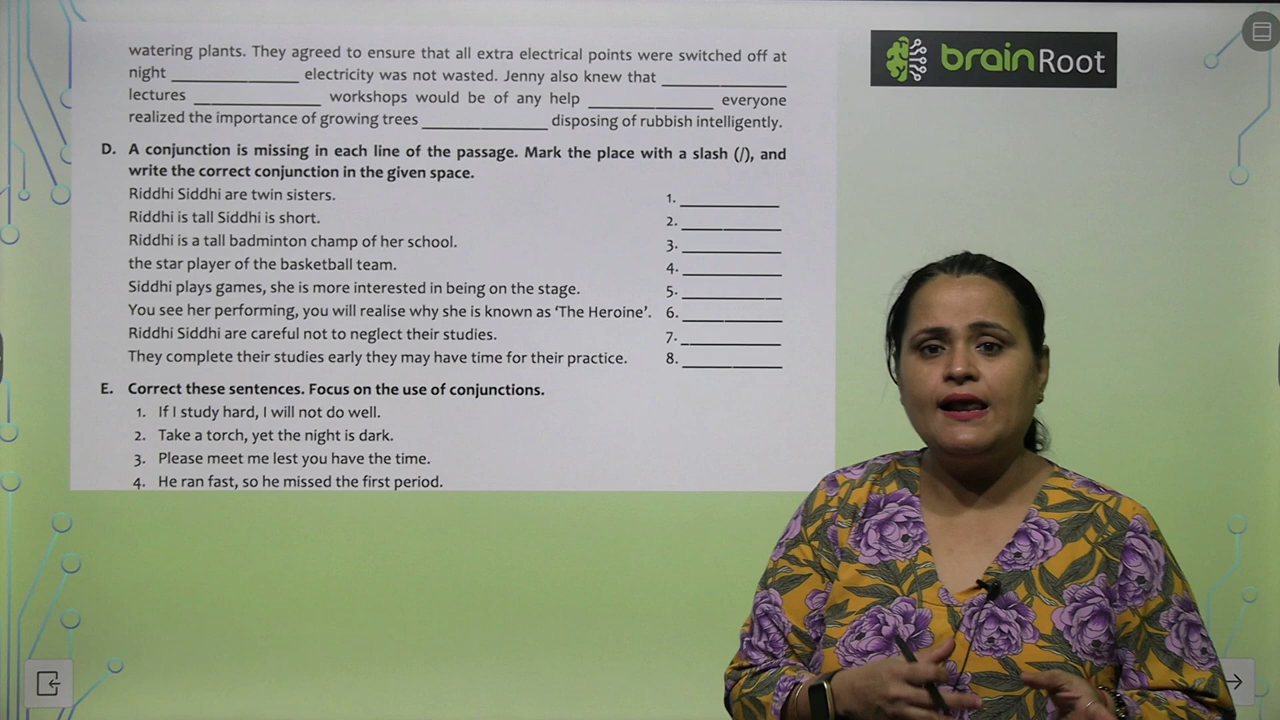 brainRoot
watering plants. They agreed to ensure that all extra electrical points were switched off at
night ______________ electricity was not wasted. Jenny also knew that ______________
lectures ______________ workshops would be of any help ______________ everyone
realized the importance of growing trees ______________ disposing of rubbish intelligently.
D. A conjunction is missing in each line of the passage. Mark the place with a slash (/), and
write the correct conjunction in the given space.
Riddhi Siddhi are twin sisters. 1. ___________
Riddhi is tall Siddhi is short. 2. ___________
Riddhi is a tall badminton champ of her school. 3. ___________
the star player of the basketball team. 4. ___________
Siddhi plays games, she is more interested in being on the stage. 5. ___________
You see her performing, you will realise why she is known as ‘The Heroine’. 6. ___________
Riddhi Siddhi are careful not to neglect their studies. 7. ___________
They complete their studies early they may have time for their practice. 8. ___________
E. Correct these sentences. Focus on the use of conjunctions.
1. If I study hard, I will not do well.
2. Take a torch, yet the night is dark.
3. Please meet me lest you have the time.
4. He ran fast, so he missed the first period.